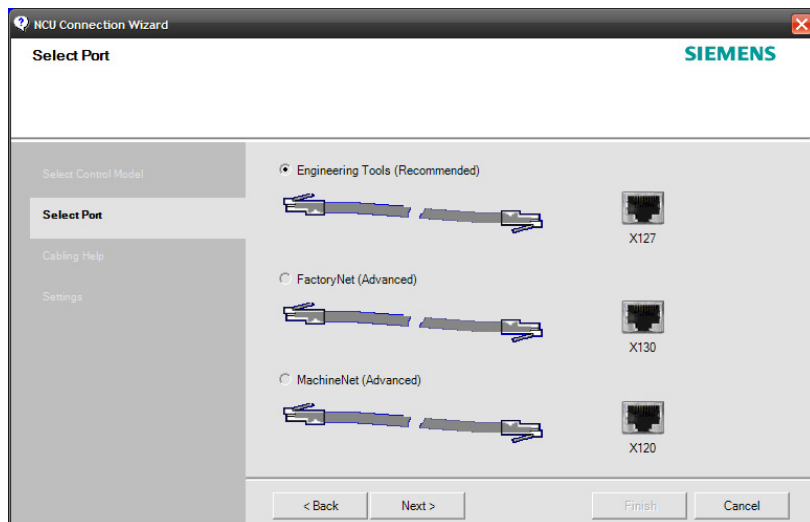 NCU Connection Wizard
Select Port
SIEMENS
Select Control Model
Select Port
Cabling Help
Settings
Engineering Tools (Recommended)
X127
FactoryNet (Advanced)
X130
MachineNet (Advanced)
X120
< Back
Next >
Finish
Cancel